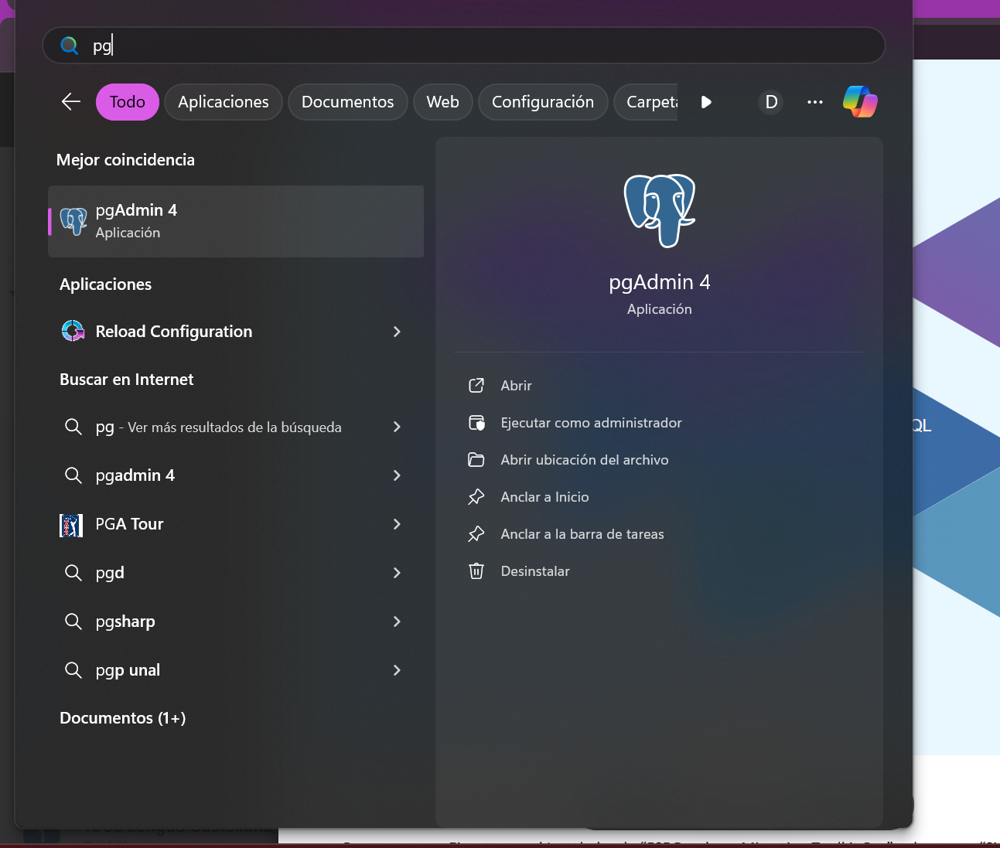 pg
Todo
Aplicaciones
Documentos
Web
Configuración
Carpeta
D
Mejor coincidencia
pgAdmin 4
Aplicación
Aplicaciones
Reload Configuration
Buscar en Internet
pg - Ver más resultados de la búsqueda
pgadmin 4
PGA Tour
pgd
pgsharp
pgp unal
Documentos (1+)
pgAdmin 4
Aplicación
Abrir
Ejecutar como administrador
Abrir ubicación del archivo
Anclar a Inicio
Anclar a la barra de tareas
Desinstalar
QL